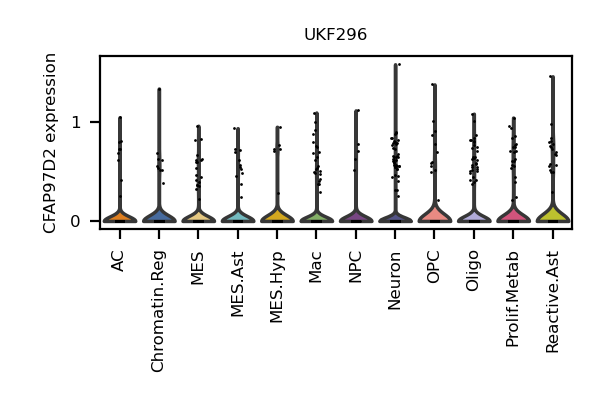 UKF296
CFAP97D2 expression
1
0
AC
Chromatin.Reg
MES
MES.Ast
MES.Hyp
Mac
NPC
Neuron
OPC
Oligo
Prolif.Metab
Reactive.Ast